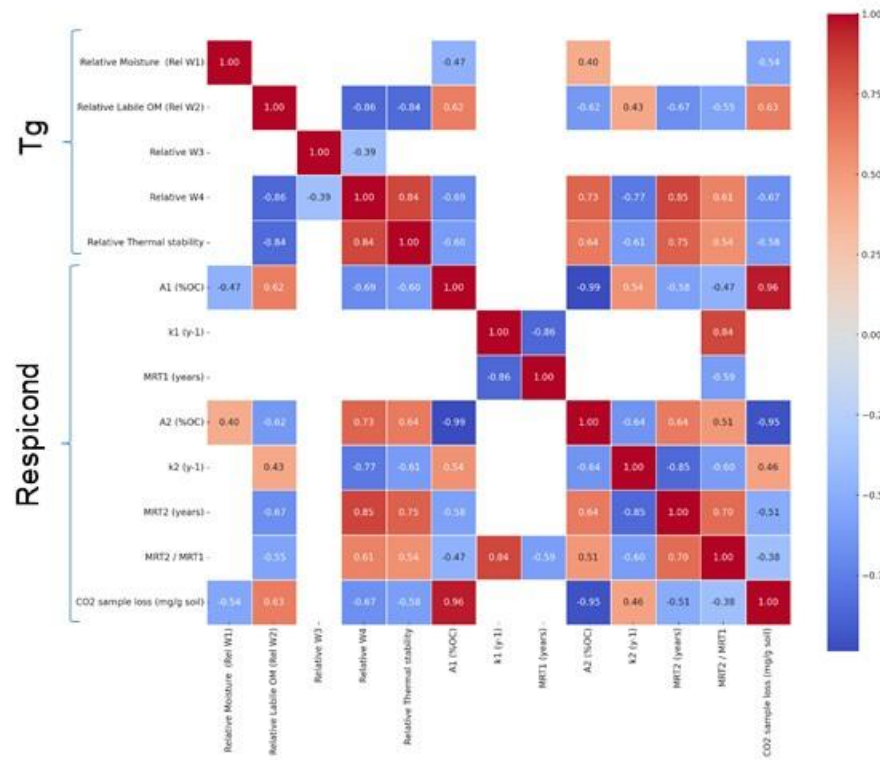 Tg
Respicond
Relative Moisture (Rel W1)
1.00 -0.47 0.40 -0.54
Relative Labile OM (Rel W2)
1.00 -0.86 -0.84 0.62 -0.62 0.43 -0.67 -0.55 0.63
Relative W3
1.00 -0.39
Relative W4
-0.86 -0.39 1.00 0.84 -0.69 0.73 -0.77 0.85 0.61 -0.67
Relative Thermal stability
-0.84 0.84 1.00 -0.60 0.64 -0.61 0.75 0.54 -0.58
A1 (%OC)
-0.47 0.62 -0.69 -0.60 1.00 -0.99 0.54 -0.58 -0.47 0.96
k1 (y-1)
1.00 -0.86 0.84
MRT1 (years)
-0.86 1.00 -0.59
A2 (%OC)
0.40 -0.62 0.73 0.64 -0.99 1.00 -0.64 0.64 0.51 -0.95
k2 (y-1)
0.43 -0.77 -0.61 0.54 -0.64 1.00 -0.85 -0.60 0.46
MRT2 (years)
-0.67 0.85 0.75 -0.58 0.64 -0.85 1.00 0.70 -0.51
MRT2 / MRT1
-0.55 0.61 0.54 -0.47 0.84 -0.59 0.51 -0.60 0.70 1.00 -0.38
CO2 sample loss (mg/g soil)
-0.54 0.63 -0.67 -0.58 0.96 -0.95 0.46 -0.51 -0.38 1.00
Relative Moisture (Rel W1)
Relative Labile OM (Rel W2)
Relative W3
Relative W4
Relative Thermal stability
A1 (%OC)
k1 (y-1)
MRT1 (years)
A2 (%OC)
k2 (y-1)
MRT2 (years)
MRT2 / MRT1
CO2 sample loss (mg/g soil)
1.00
0.75
0.50
0.25
0.00